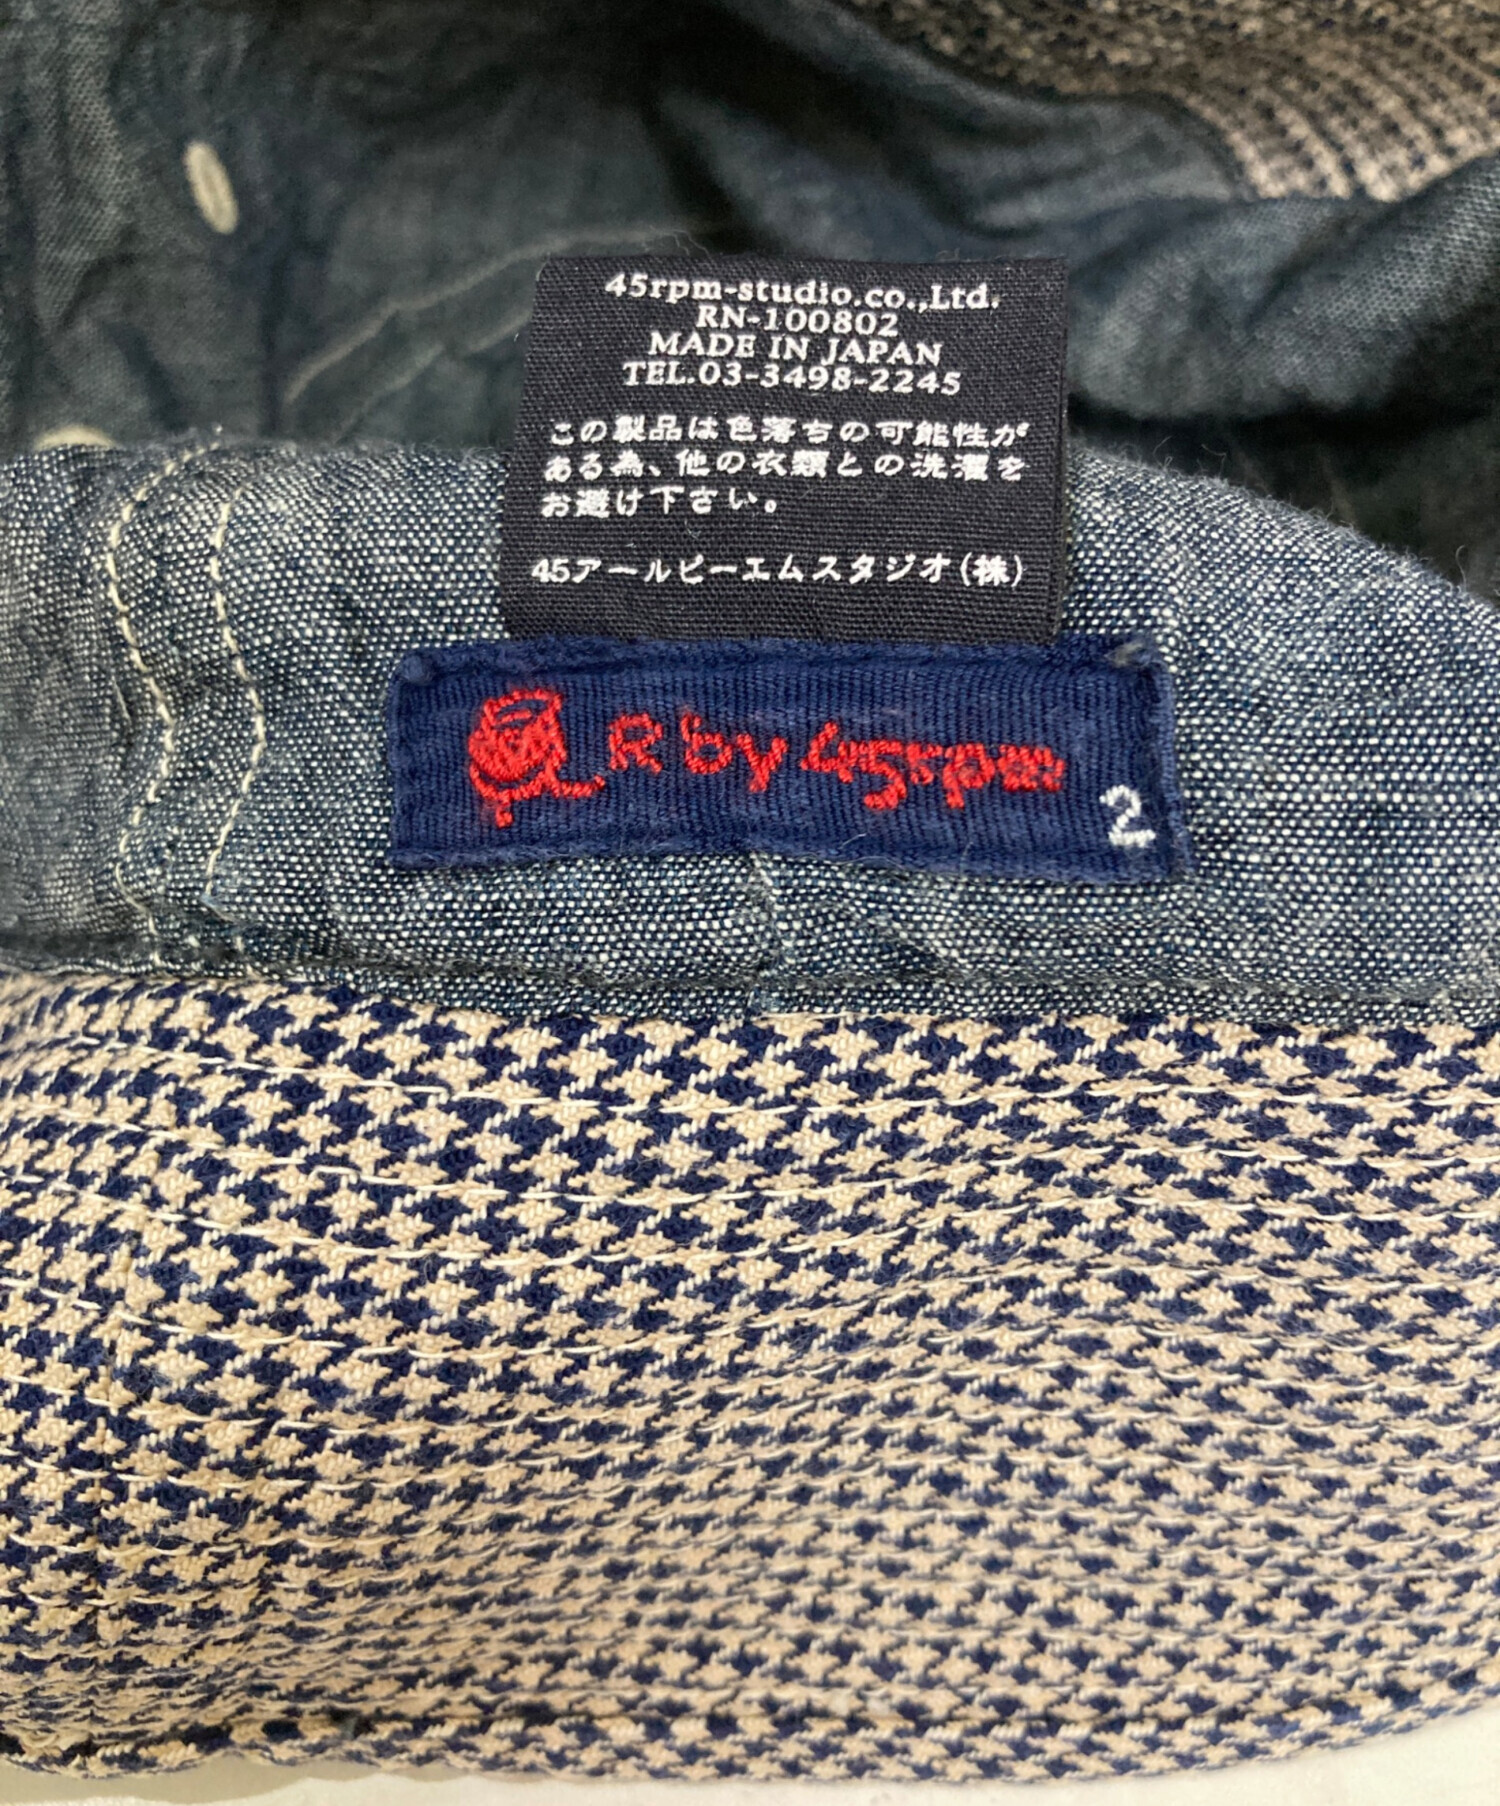 45rpm-studio.co.,Ltd.
RN-100802
MADE IN JAPAN
TEL.03-3498-2245
この製品は色落ちの可能性が
ある為、他の衣類との洗濯を
お避け下さい。
45アールピーエムスタジオ(株)
R by 45rpm
2